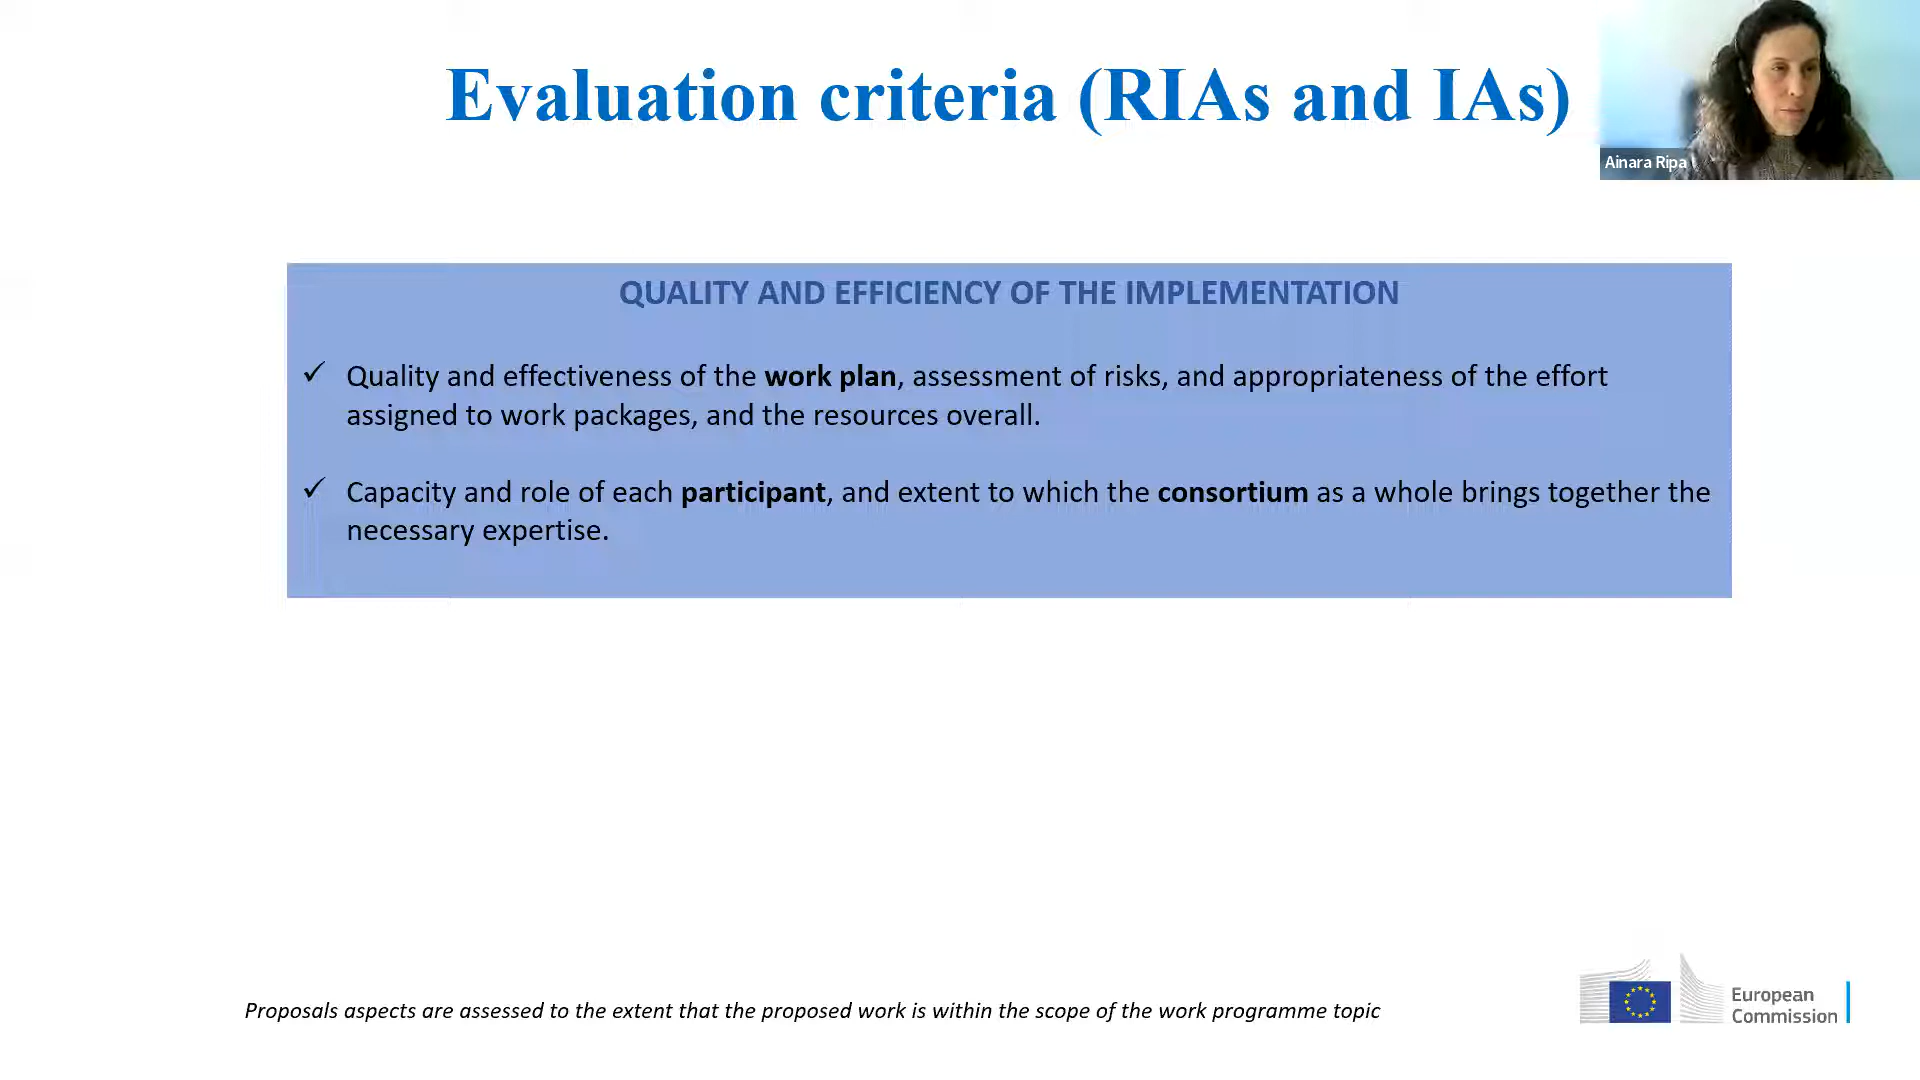 Evaluation criteria (RIAs and IAs)
Ainara Ripa
QUALITY AND EFFICIENCY OF THE IMPLEMENTATION
✓ Quality and effectiveness of the work plan, assessment of risks, and appropriateness of the effort
assigned to work packages, and the resources overall.
✓ Capacity and role of each participant, and extent to which the consortium as a whole brings together the
necessary expertise.
Proposals aspects are assessed to the extent that the proposed work is within the scope of the work programme topic
European
Commission